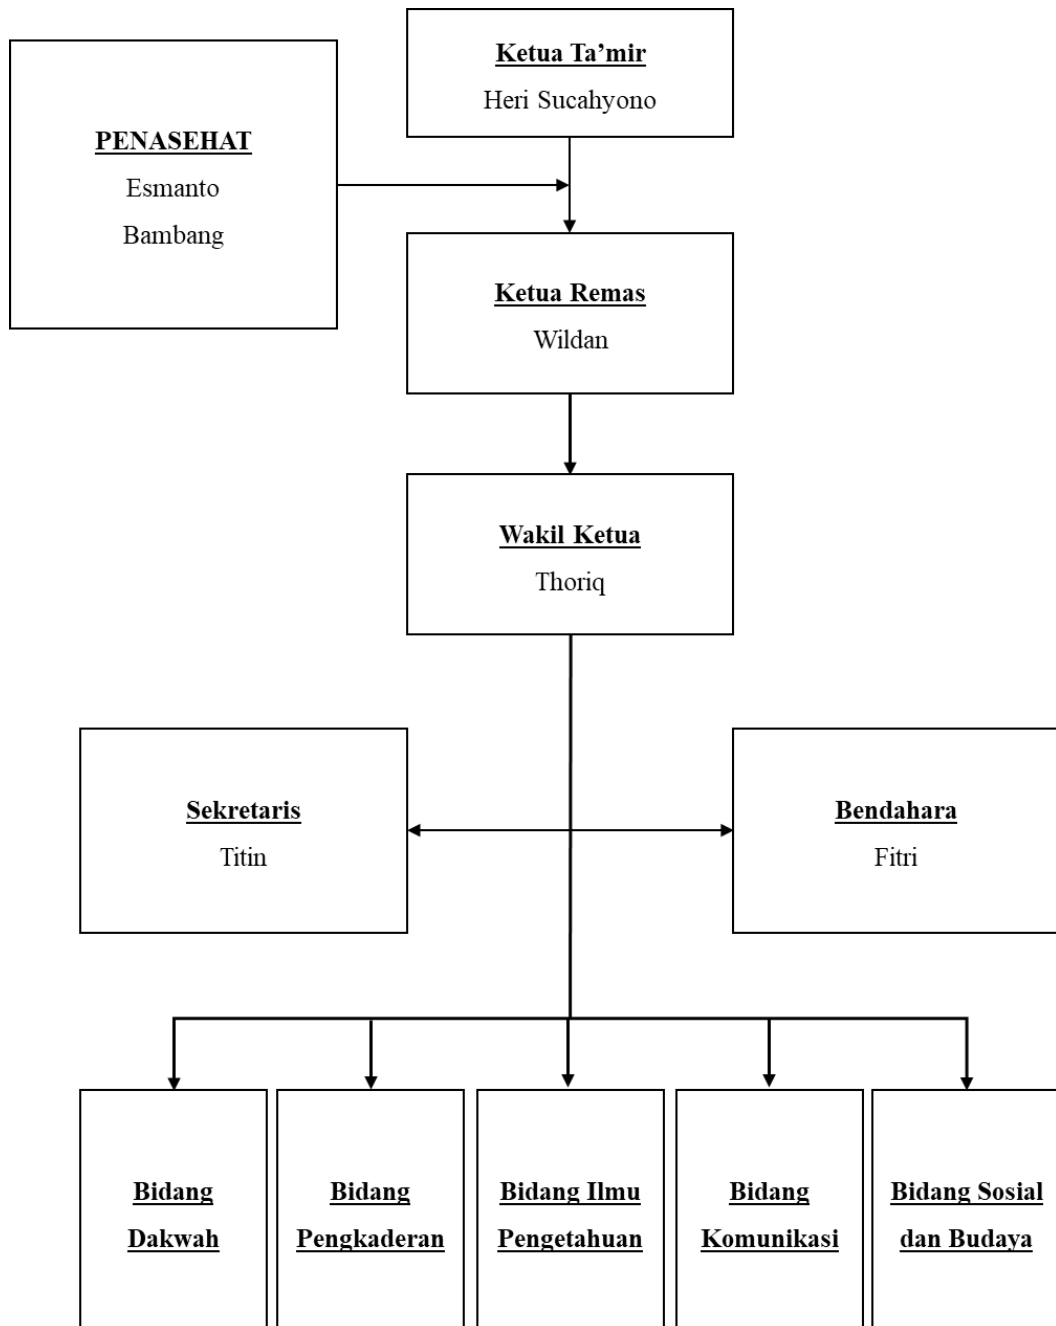 Ketua Ta’mir
Heri Sucahyono
PENASEHAT
Esmanto
Bambang
Ketua Remas
Wildan
Wakil Ketua
Thoriq
Sekretaris
Titin
Bendahara
Fitri
Bidang
Dakwah
Bidang
Pengkaderan
Bidang Ilmu
Pengetahuan
Bidang
Komunikasi
Bidang Sosial
dan Budaya